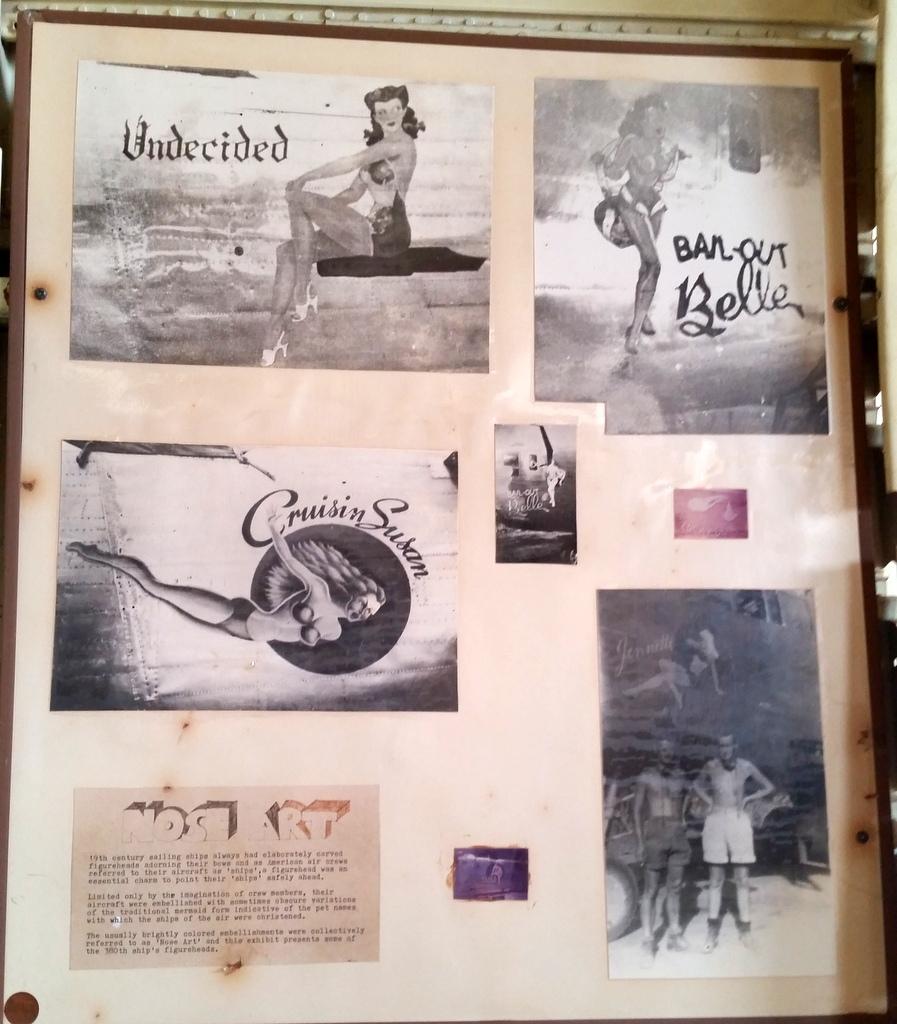 Undecided
BAIL-OUT
Belle
Cruisin Susan
Belle
Jennette
NOSE ART
19th century sailing ships always had elaborately carved
figureheads adorning their bows and as American air crews
referred to their aircraft as 'ships', a figurehead was an
essential charm to point their 'ships' safely ahead.
Limited only by the imagination of crew members, their
aircraft were embellished with sometimes obscure variations
of the traditional mermaid form indicative of the pet names
with which the ships of the air were christened.
The usually brightly colored embellishments were collectively
referred to as 'Nose Art' and this exhibit presents some of
the 380th ship's figureheads.